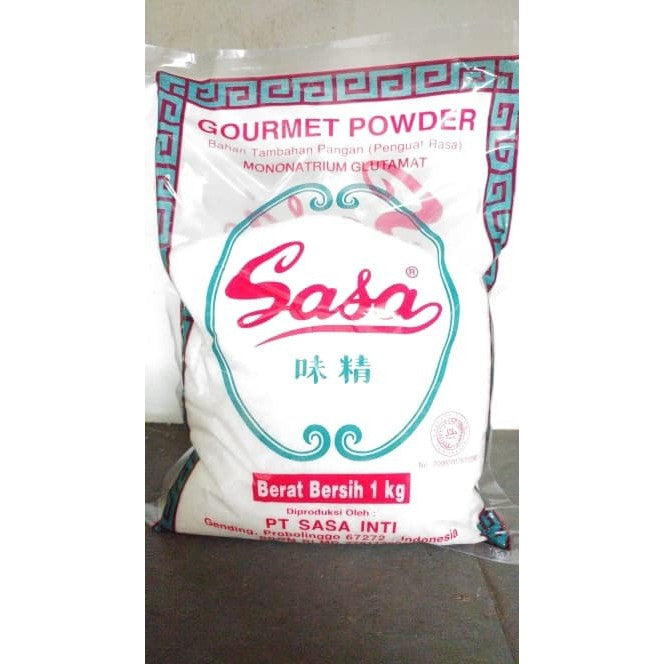 GOURMET POWDER
Bahan Tambahan Pangan (Penguat Rasa)
MONONATRIUM GLUTAMAT
Sasa®
味精
Berat Bersih 1 kg
Diproduksi Oleh :
PT SASA INTI
Gending, Probolinggo 67272 - Indonesia